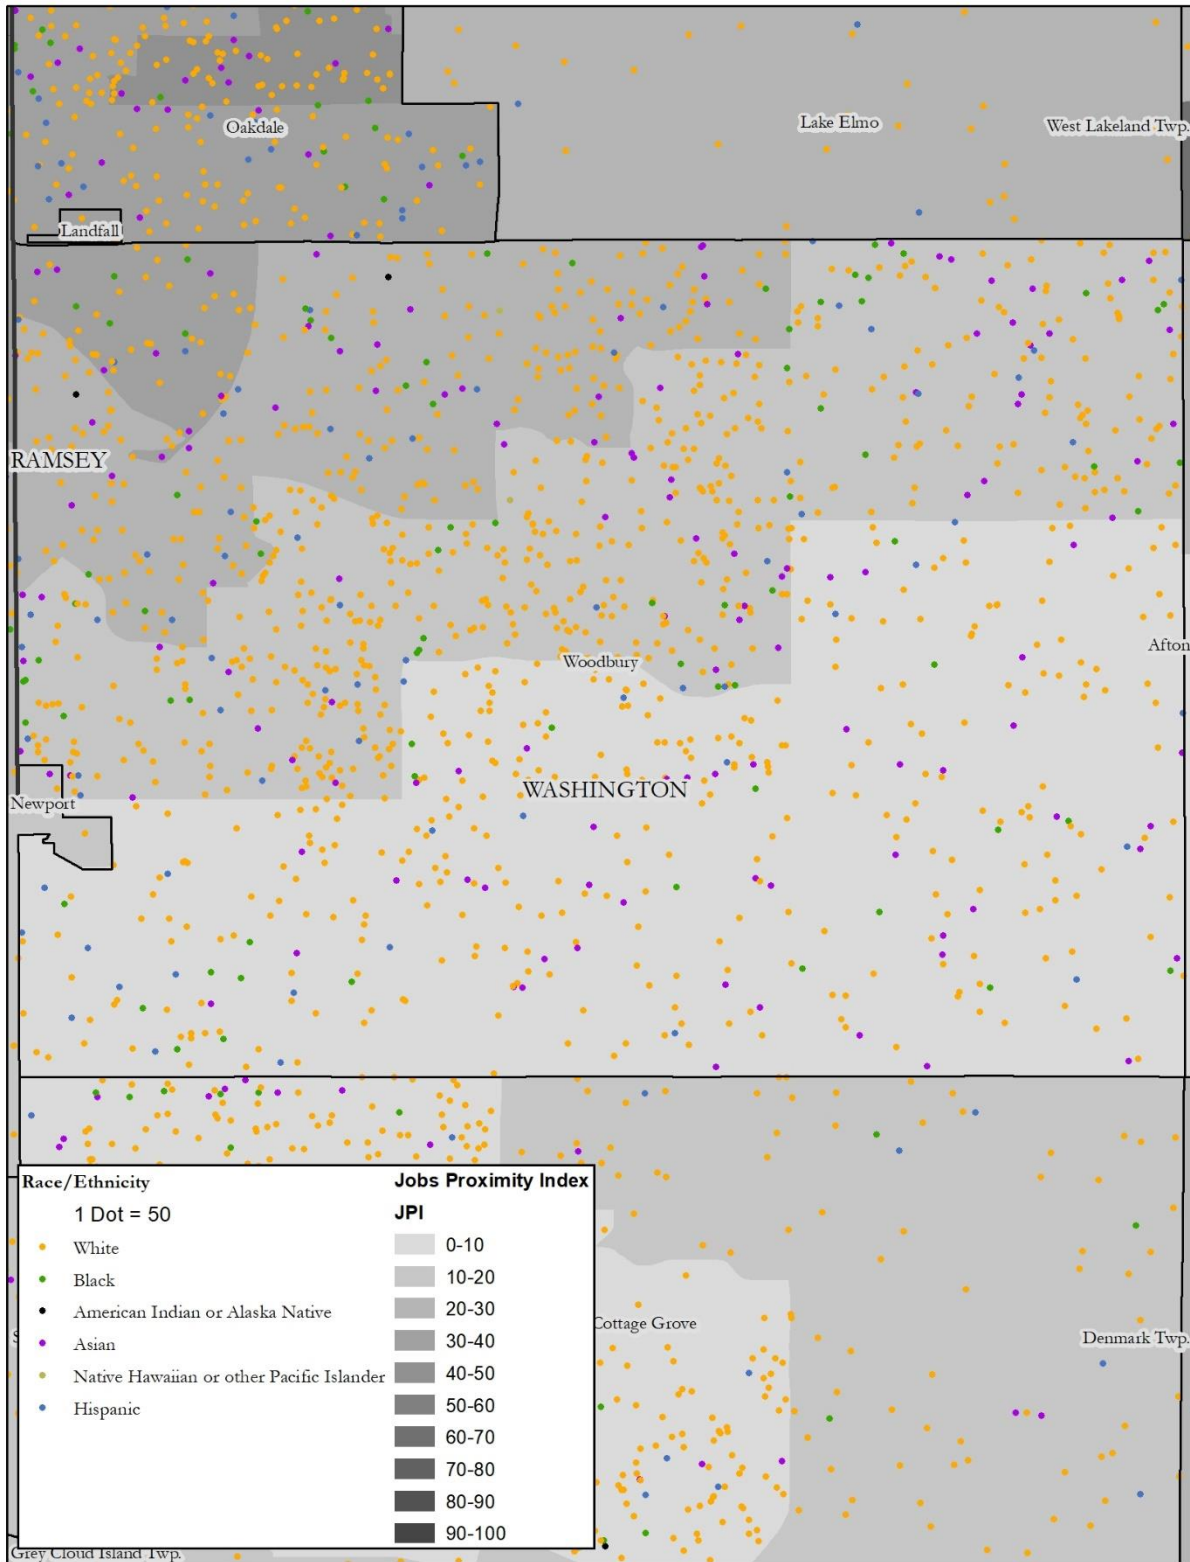 Oakdale
Lake Elmo
West Lakeland Twp.
Landfall
RAMSEY
Afton
Woodbury
WASHINGTON
Newport
Race/Ethnicity
1 Dot = 50
White
Black
American Indian or Alaska Native
Asian
Native Hawaiian or other Pacific Islander
Hispanic
Jobs Proximity Index
JPI
0-10
10-20
20-30
30-40
40-50
50-60
60-70
70-80
80-90
90-100
Cottage Grove
Denmark Twp.
Grey Cloud Island Twp.